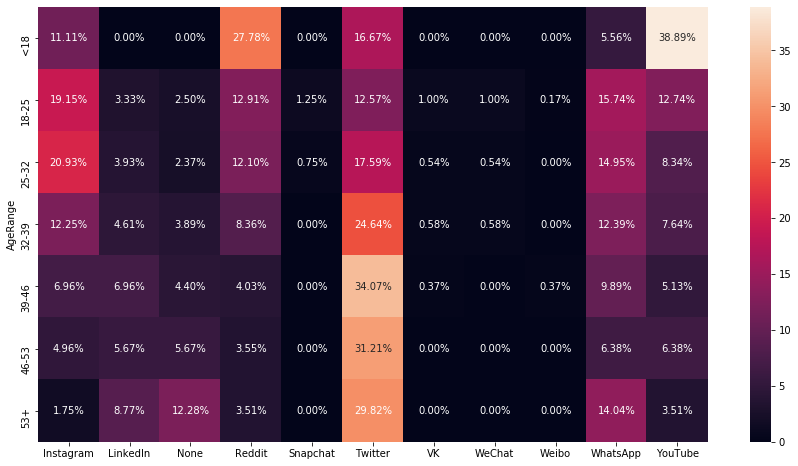 AgeRange
<18 11.11% 0.00% 0.00% 27.78% 0.00% 16.67% 0.00% 0.00% 0.00% 5.56% 38.89%
18-25 19.15% 3.33% 2.50% 12.91% 1.25% 12.57% 1.00% 1.00% 0.17% 15.74% 12.74%
25-32 20.93% 3.93% 2.37% 12.10% 0.75% 17.59% 0.54% 0.54% 0.00% 14.95% 8.34%
32-39 12.25% 4.61% 3.89% 8.36% 0.00% 24.64% 0.58% 0.58% 0.00% 12.39% 7.64%
39-46 6.96% 6.96% 4.40% 4.03% 0.00% 34.07% 0.37% 0.00% 0.37% 9.89% 5.13%
46-53 4.96% 5.67% 5.67% 3.55% 0.00% 31.21% 0.00% 0.00% 0.00% 6.38% 6.38%
53+ 1.75% 8.77% 12.28% 3.51% 0.00% 29.82% 0.00% 0.00% 0.00% 14.04% 3.51%
Instagram LinkedIn None Reddit Snapchat Twitter VK WeChat Weibo WhatsApp YouTube
35
30
25
20
15
10
5
0